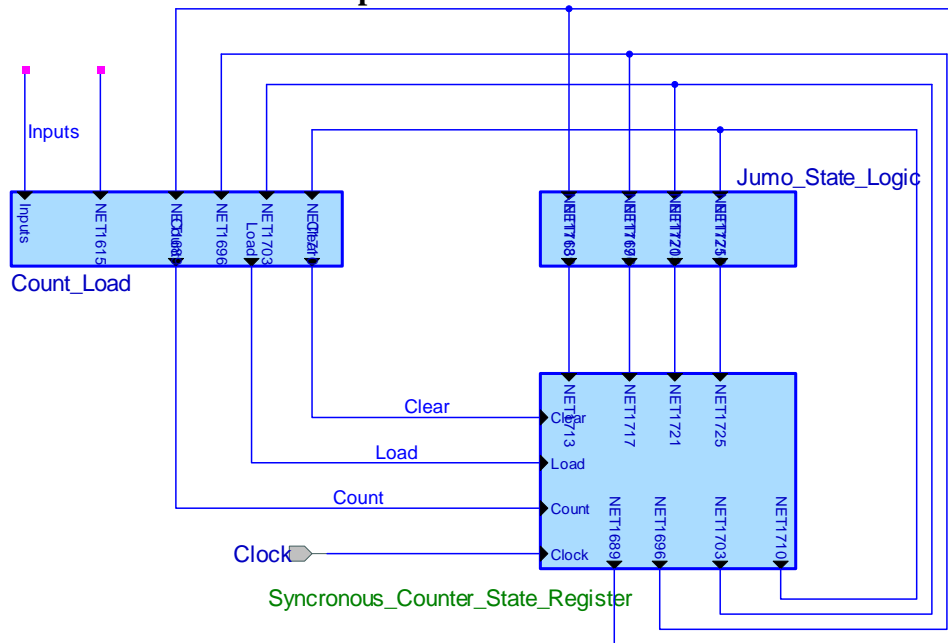 Inputs
Jumo_State_Logic
Inputs
NET1615
NET1696
Load
NET1703
Clear
Count_Load
Clear
Load
Count
Clock
Clear
Load
Count
Clock
NET1713
NET1717
NET1721
NET1725
NET1689
NET1696
NET1703
NET1710
Syncronous_Counter_State_Register